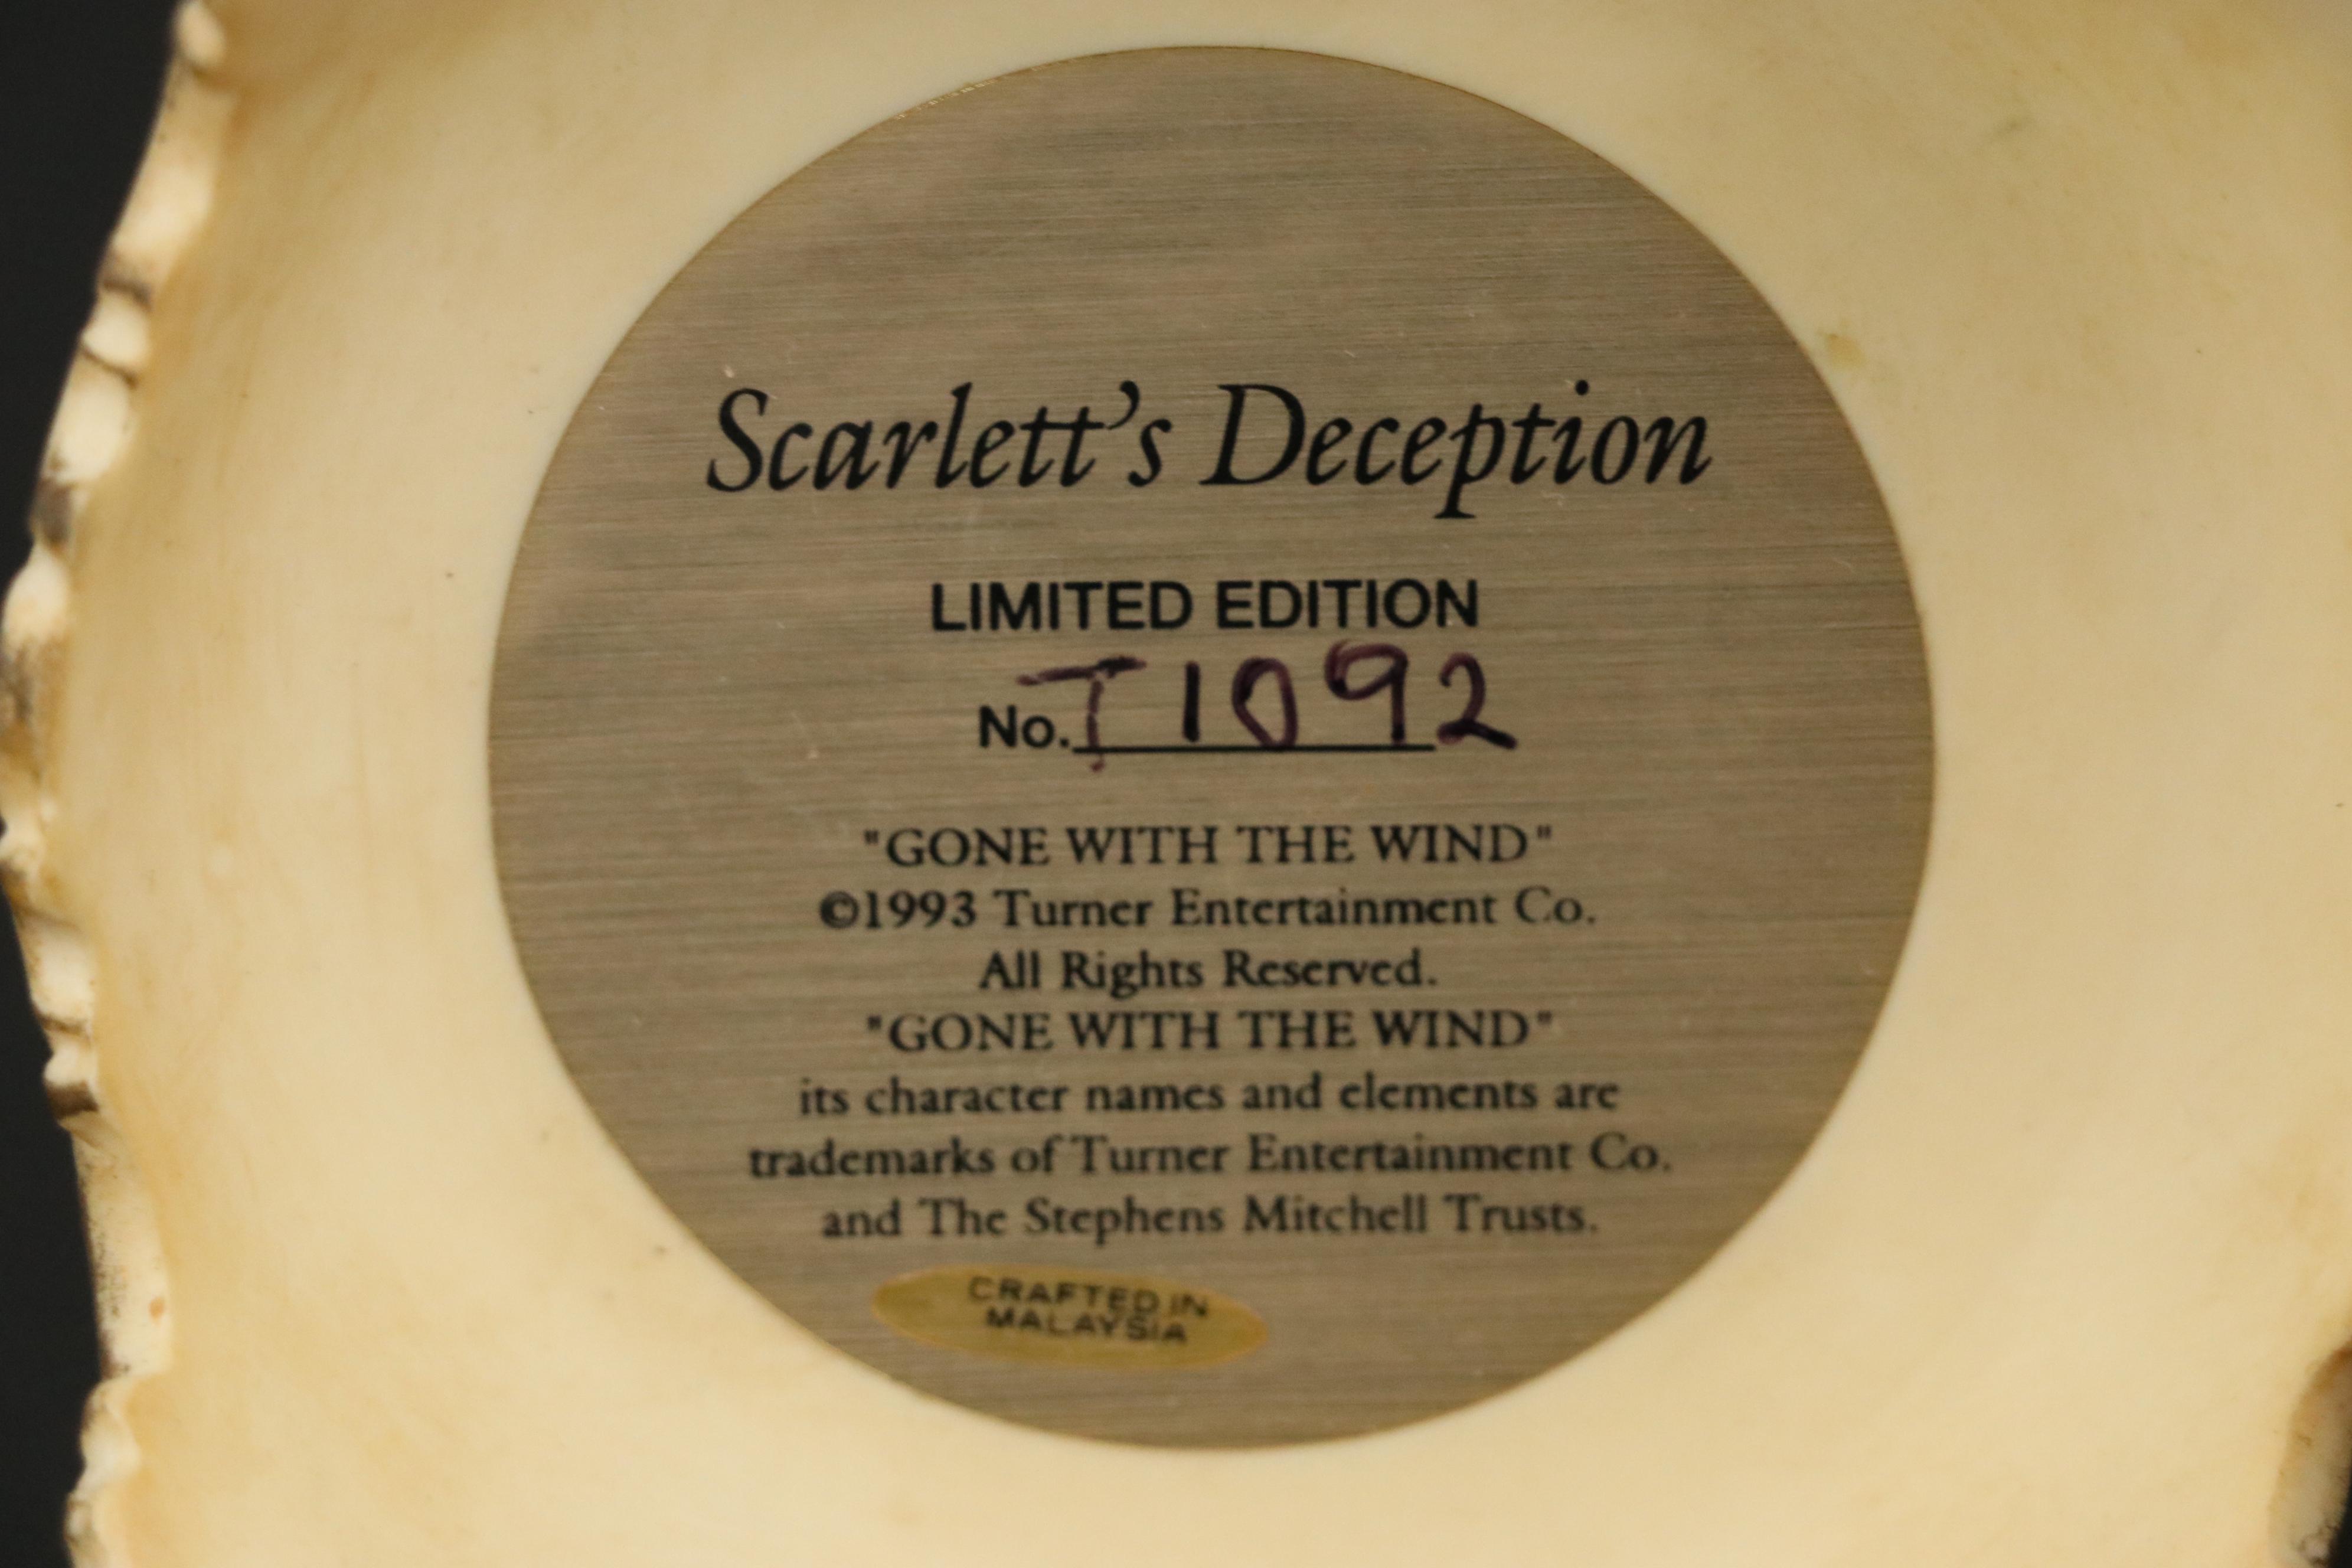 Scarlett's Deception
LIMITED EDITION
No. T1092
"GONE WITH THE WIND"
©1993 Turner Entertainment Co.
All Rights Reserved.
"GONE WITH THE WIND"
its character names and elements are
trademarks of Turner Entertainment Co.
and The Stephens Mitchell Trusts.
CRAFTED IN
MALAYSIA